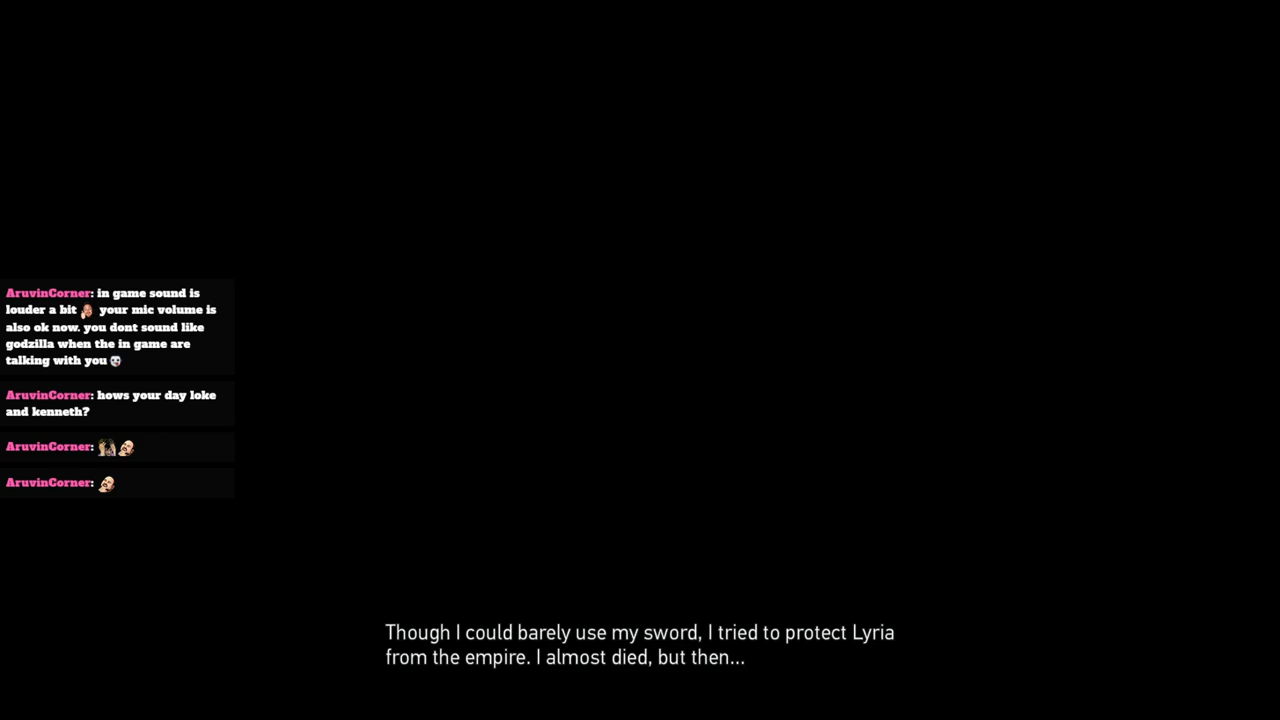 AruvinCorner: in game sound is
louder a bit your mic volume is
also ok now. you dont sound like
godzilla when the in game are
talking with you
AruvinCorner: hows your day loke
and kenneth?
AruvinCorner:
AruvinCorner:
Though I could barely use my sword, I tried to protect Lyria
from the empire. I almost died, but then...